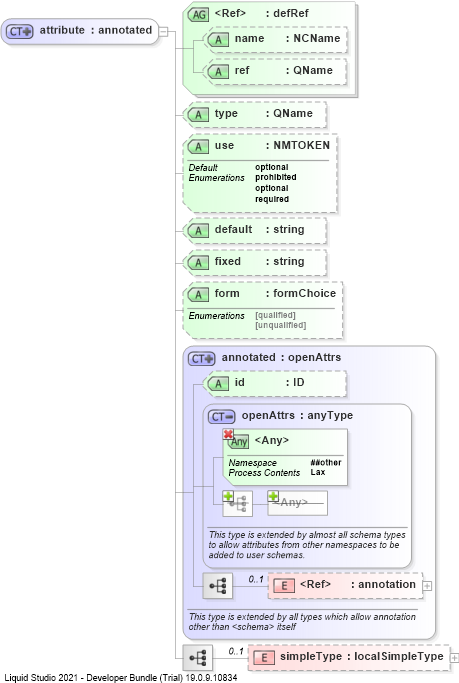 CT+ attribute : annotated
AG <Ref> : defRef
A name : NCName
A ref : QName
A type : QName
A use : NMTOKEN
Default optional
Enumerations prohibited
optional
required
A default : string
A fixed : string
A form : formChoice
Enumerations [qualified]
[unqualified]
CT+ annotated : openAttrs
A id : ID
CT- openAttrs : anyType
Any <Any>
Namespace ##other
Process Contents Lax
<Any>
This type is extended by almost all schema types
to allow attributes from other namespaces to be
added to user schemas.
0..1 E <Ref> : annotation
This type is extended by all types which allow annotation
other than <schema> itself
0..1 E simpleType : localSimpleType
Liquid Studio 2021 - Developer Bundle (Trial) 19.0.9.10834